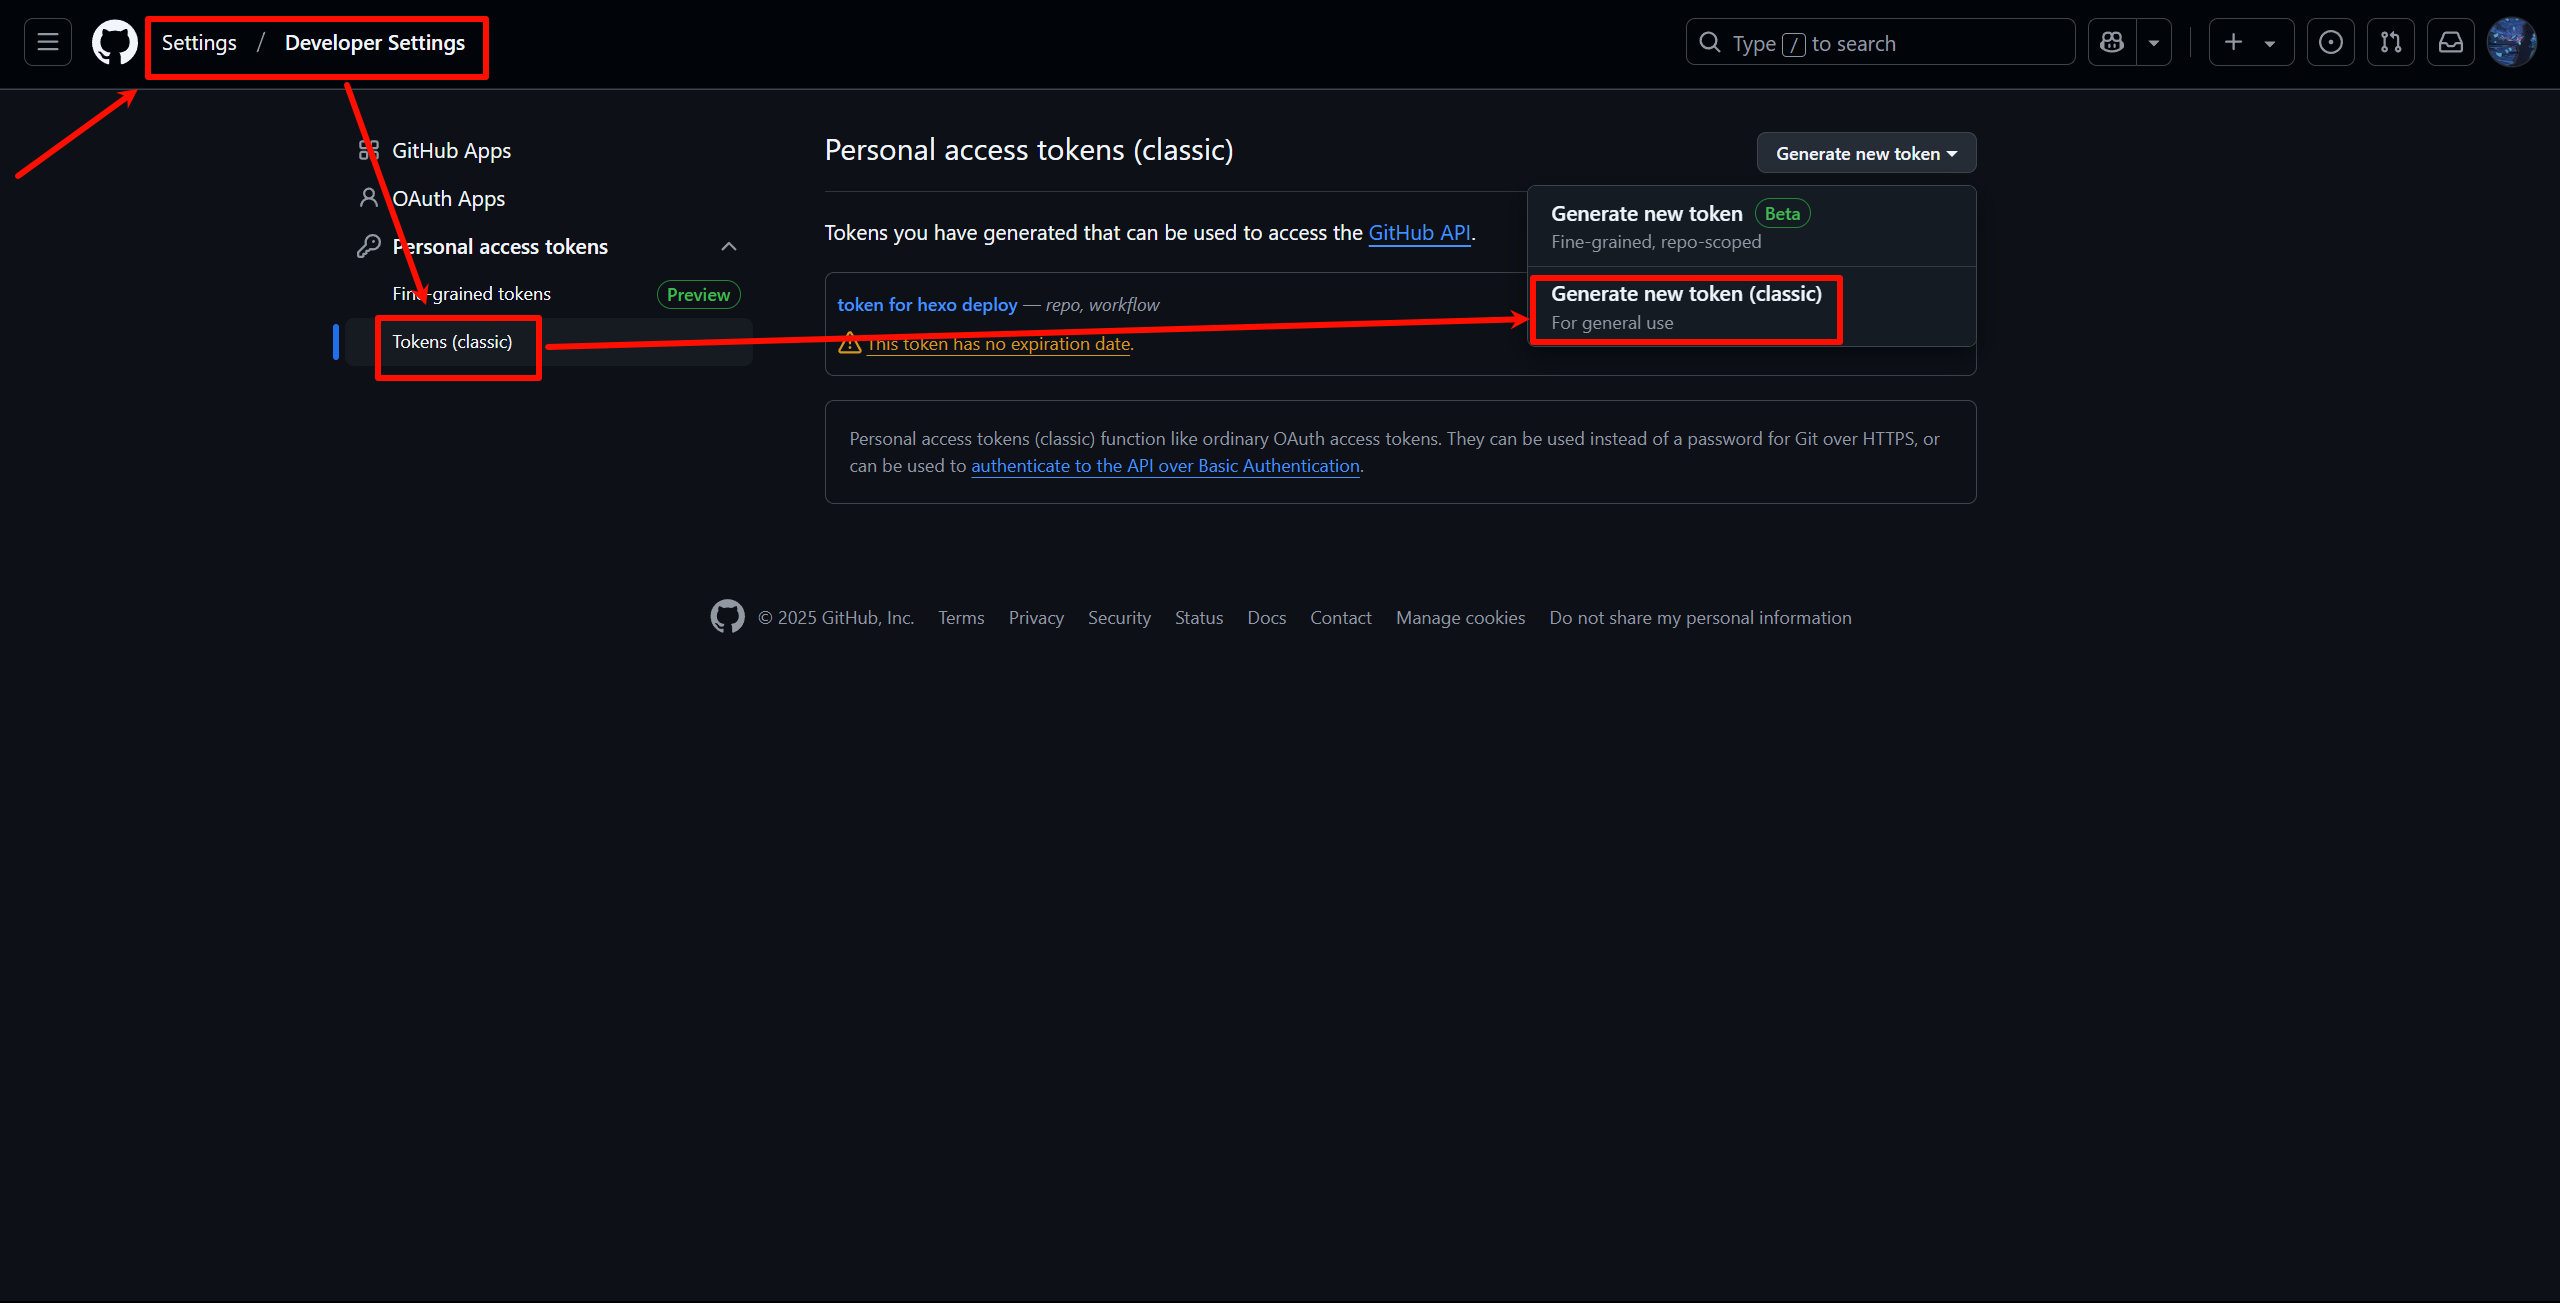 Settings / Developer Settings
Type / to search
GitHub Apps
OAuth Apps
Personal access tokens
Fine-grained tokens Preview
Tokens (classic)
Personal access tokens (classic)
Generate new token
Generate new token Beta
Fine-grained, repo-scoped
Generate new token (classic)
For general use
Tokens you have generated that can be used to access the GitHub API.
token for hexo deploy — repo, workflow
This token has no expiration date.
Personal access tokens (classic) function like ordinary OAuth access tokens. They can be used instead of a password for Git over HTTPS, or
can be used to authenticate to the API over Basic Authentication.
© 2025 GitHub, Inc. Terms Privacy Security Status Docs Contact Manage cookies Do not share my personal information